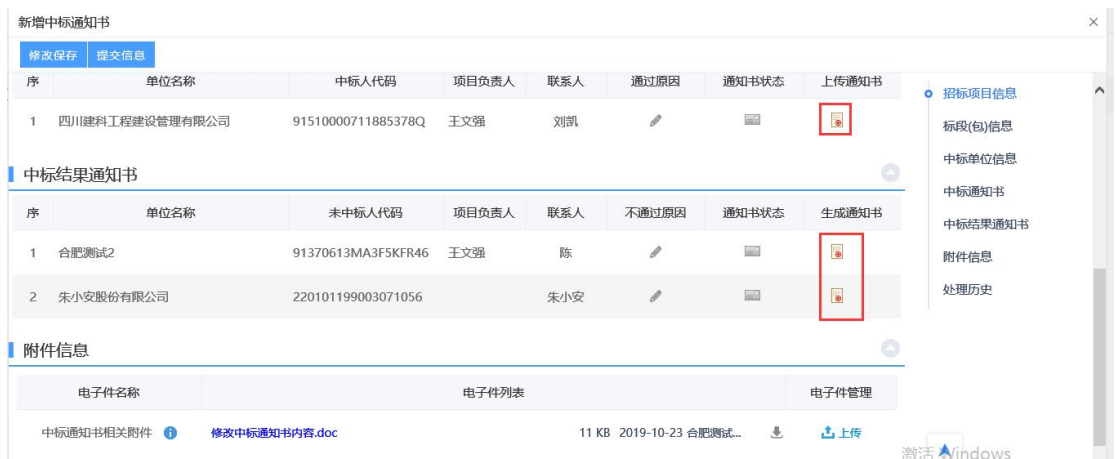 新增中标通知书 ×
修改保存 提交信息
序 单位名称 中标人代码 项目负责人 联系人 通过原因 通知书状态 上传通知书
1 四川建科工程建设管理有限公司 91510000711885378Q 王文强 刘凯
中标结果通知书
序 单位名称 未中标人代码 项目负责人 联系人 不通过原因 通知书状态 生成通知书
1 合肥测试2 91370613MA3F5KFR46 王文强 陈
2 朱小安股份有限公司 220101199003071056 朱小安
附件信息
电子件名称 电子件列表 电子件管理
中标通知书相关附件 修改中标通知书内容.doc 11 KB 2019-10-23 合肥测试... 上传
招标项目信息
标段(包)信息
中标单位信息
中标通知书
中标结果通知书
附件信息
处理历史
激活 Windows